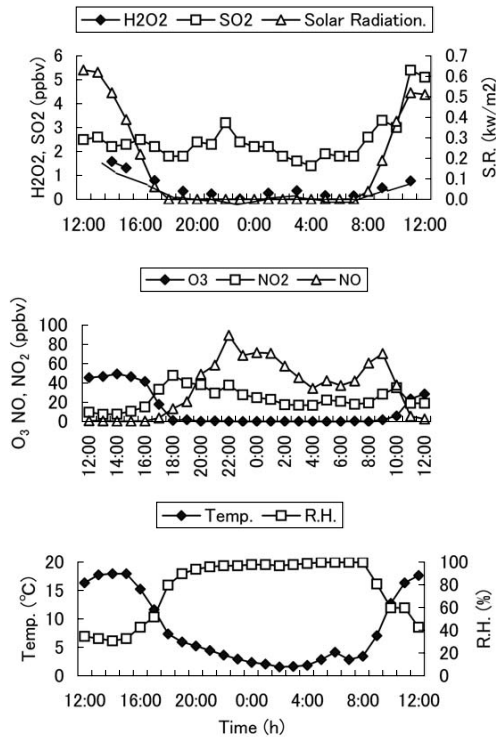 H2O2 SO2 Solar Radiation.
H2O2, SO2 (ppbv)
6
5
4
3
2
1
0
S.R. (kw/m2)
0.7
0.6
0.5
0.4
0.3
0.2
0.1
0.0
12:00 16:00 20:00 0:00 4:00 8:00 12:00
O3 NO2 NO
O3 NO, NO2 (ppbv)
100
80
60
40
20
0
12:00 14:00 16:00 18:00 20:00 22:00 0:00 2:00 4:00 6:00 8:00 10:00 12:00
Temp. R.H.
Temp. (℃)
20
15
10
5
0
R.H. (%)
100
80
60
40
20
0
12:00 16:00 20:00 0:00 4:00 8:00 12:00
Time (h)